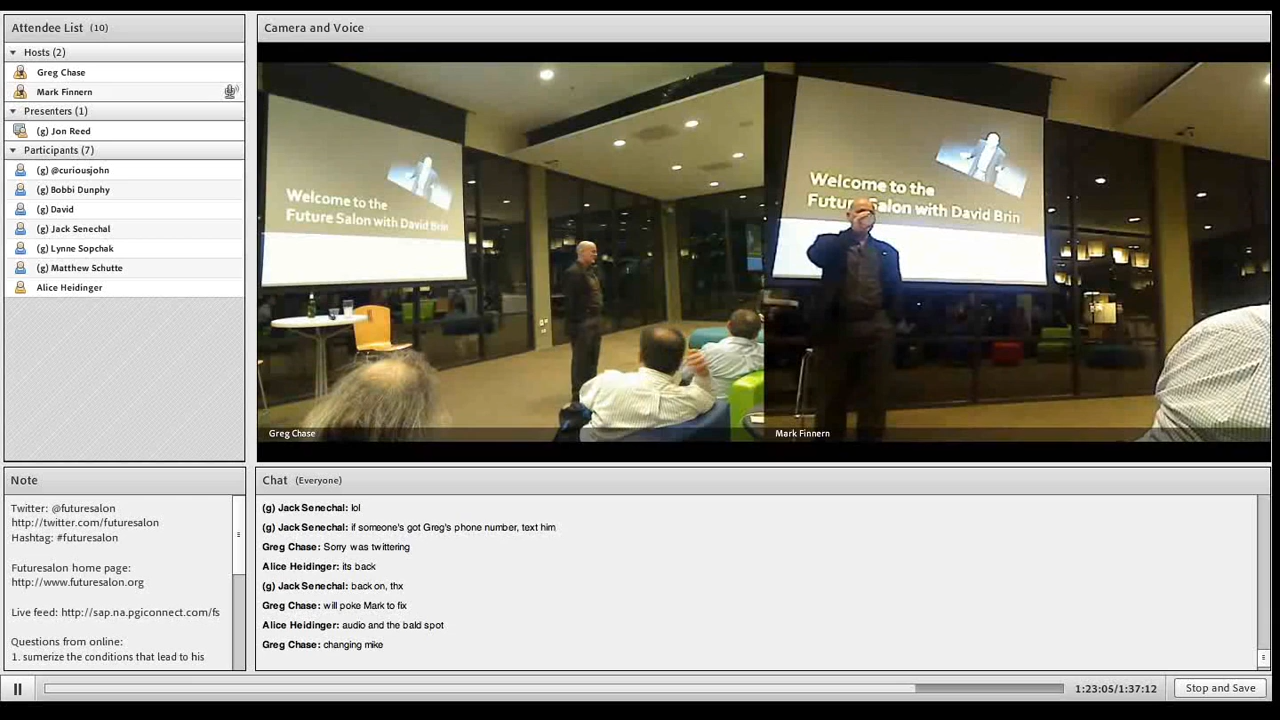 Attendee List (10)
Hosts (2)
Greg Chase
Mark Finnern
Presenters (1)
(g) Jon Reed
Participants (7)
(g) @curiousjohn
(g) Bobbi Dunphy
(g) David
(g) Jack Senechal
(g) Lynne Sopchak
(g) Matthew Schutte
Alice Heidinger
Camera and Voice
Welcome to the
Future Salon with David Brin
Greg Chase
Welcome to the
Future Salon with David Brin
Mark Finnern
Note
Twitter: @futuresalon
http://twitter.com/futuresalon
Hashtag: #futuresalon
Futuresalon home page:
http://www.futuresalon.org
Live feed: http://sap.na.pgiconnect.com/fs
Questions from online:
1. sumerize the conditions that lead to his
Chat (Everyone)
(g) Jack Senechal: lol
(g) Jack Senechal: if someone's got Greg's phone number, text him
Greg Chase: Sorry was twittering
Alice Heidinger: its back
(g) Jack Senechal: back on, thx
Greg Chase: will poke Mark to fix
Alice Heidinger: audio and the bald spot
Greg Chase: changing mike
1:23:05/1:37:12
Stop and Save